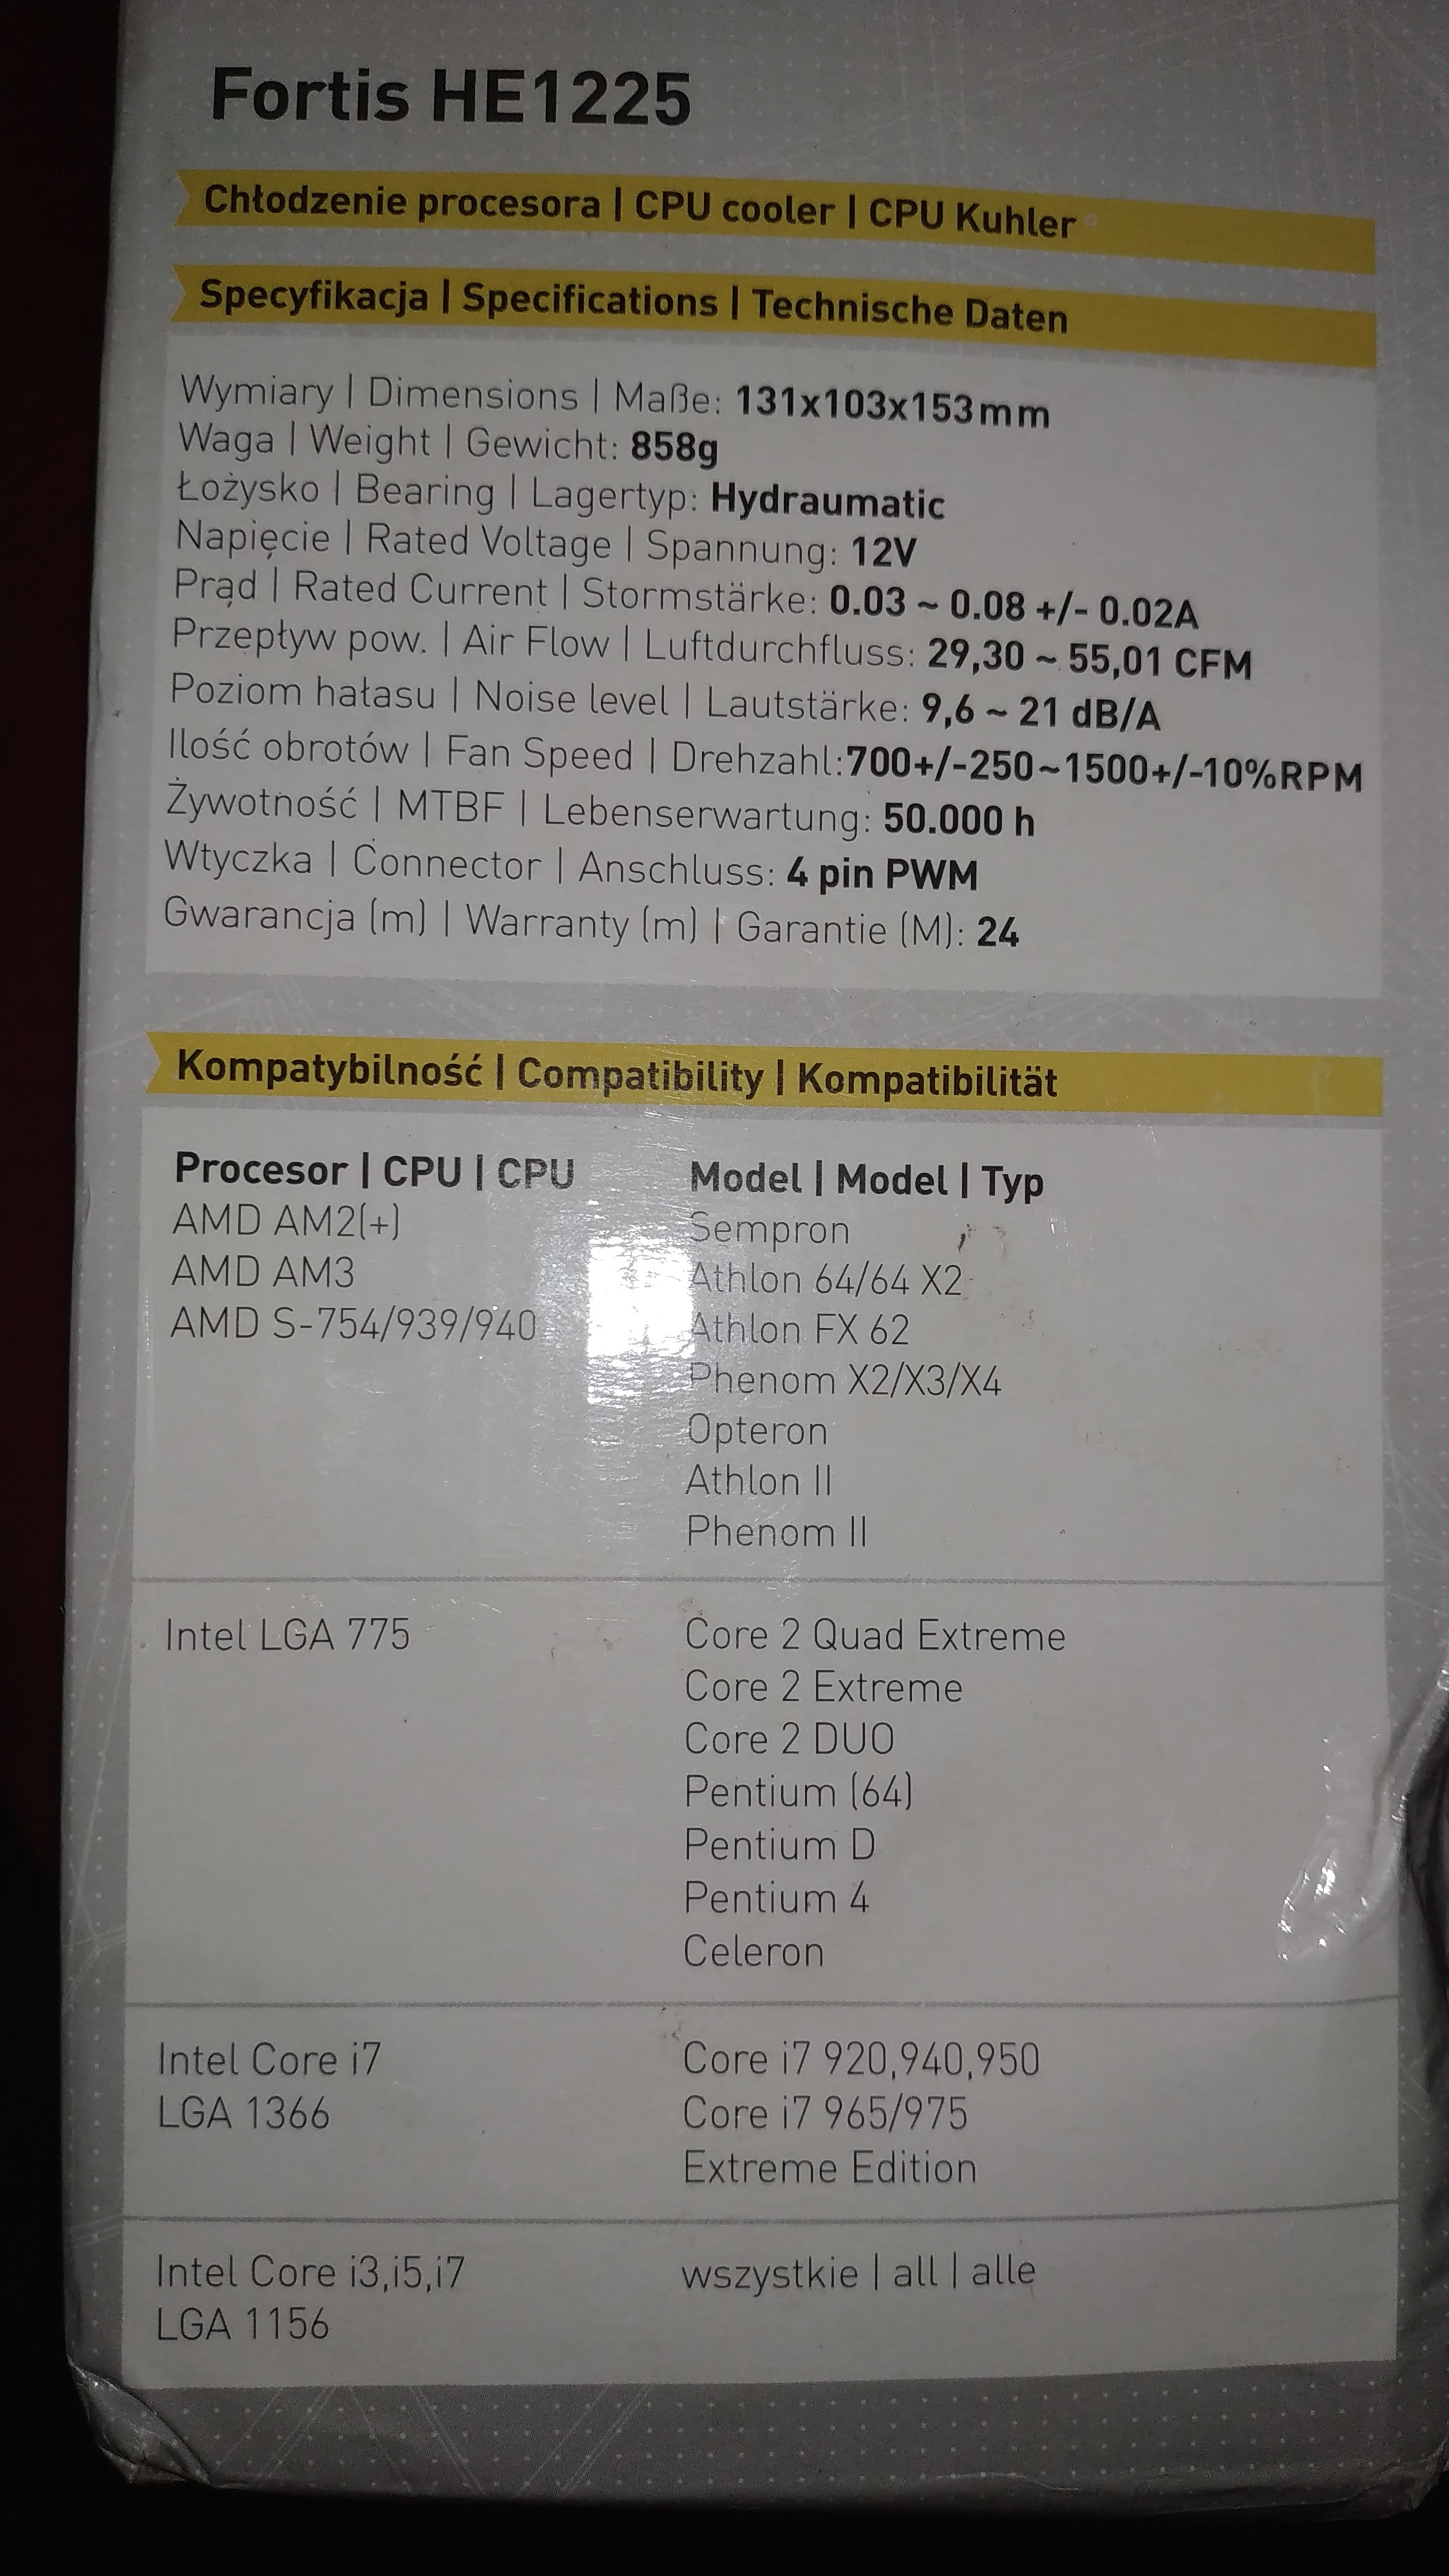 Fortis HE1225
Chłodzenie procesora | CPU cooler | CPU Kuhler
Specyfikacja | Specifications | Technische Daten
Wymiary | Dimensions | Maße: 131x103x153mm
Waga | Weight | Gewicht: 858g
Łożysko | Bearing | Lagertyp: Hydraumatic
Napięcie | Rated Voltage | Spannung: 12V
Prąd | Rated Current | Stormstärke: 0.03 ~ 0.08 +/- 0.02A
Przepływ pow. | Air Flow | Luftdurchfluss: 29,30 ~ 55,01 CFM
Poziom hałasu | Noise level | Lautstärke: 9,6 ~ 21 dB/A
Ilość obrotów | Fan Speed | Drehzahl:700+/-250~1500+/-10%RPM
Żywotność | MTBF | Lebenserwartung: 50.000 h
Wtyczka | Connector | Anschluss: 4 pin PWM
Gwarancja (m) | Warranty (m) | Garantie (M): 24
Kompatybilność | Compatibility | Kompatibilität
Procesor | CPU | CPU Model | Model | Typ
AMD AM2(+) Sempron
AMD AM3 Athlon 64/64 X2
AMD S-754/939/940 Athlon FX 62
Phenom X2/X3/X4
Opteron
Athlon II
Phenom II
Intel LGA 775 Core 2 Quad Extreme
Core 2 Extreme
Core 2 DUO
Pentium (64)
Pentium D
Pentium 4
Celeron
Intel Core i7 Core i7 920,940,950
LGA 1366 Core i7 965/975
Extreme Edition
Intel Core i3,i5,i7 wszystkie | all | alle
LGA 1156